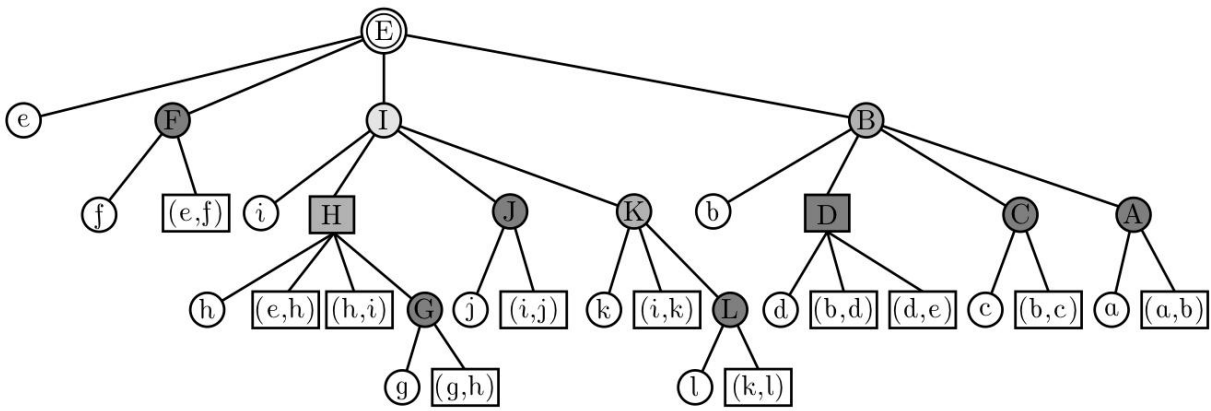 E
e F I B
f (e,f) i H J K b D C A
h (e,h) (h,i) G j (i,j) k (i,k) L d (b,d) (d,e) c (b,c) a (a,b)
g (g,h) l (k,l)